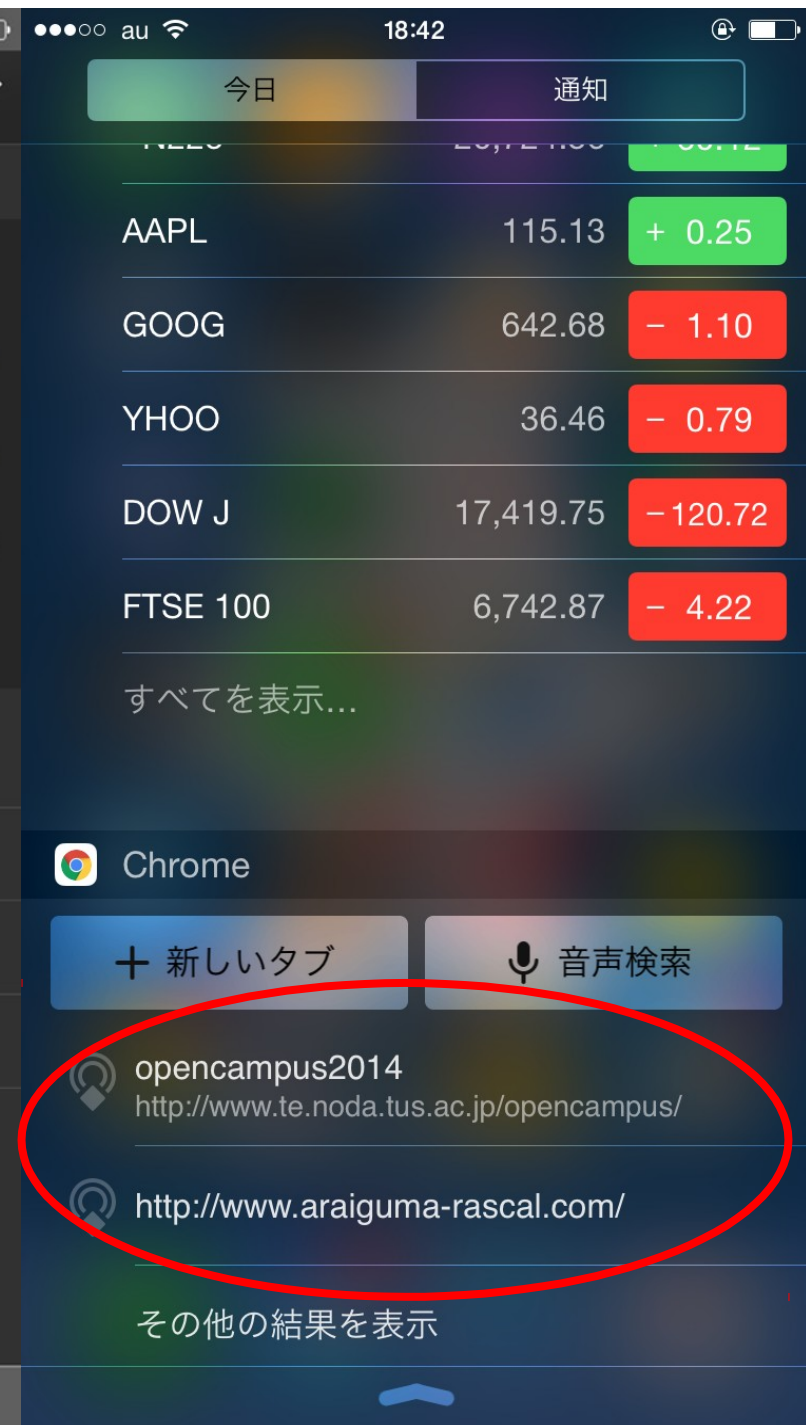 au 18:42
今日 通知
AAPL 115.13 + 0.25
GOOG 642.68 − 1.10
YHOO 36.46 − 0.79
DOW J 17,419.75 −120.72
FTSE 100 6,742.87 − 4.22
すべてを表示...
Chrome
+ 新しいタブ 音声検索
opencampus2014
http://www.te.noda.tus.ac.jp/opencampus/
http://www.araiguma-rascal.com/
その他の結果を表示